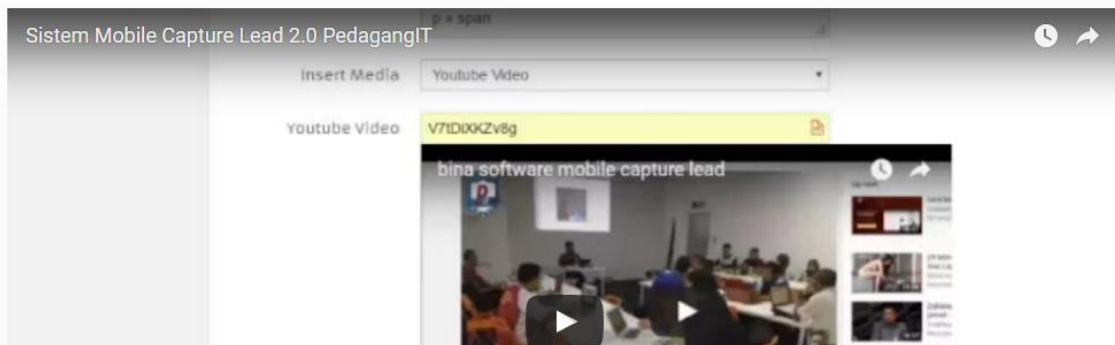 p » span
Sistem Mobile Capture Lead 2.0 PedagangIT
Insert Media Youtube Video
Youtube Video V7tDiXKZv8g
bina software mobile capture lead